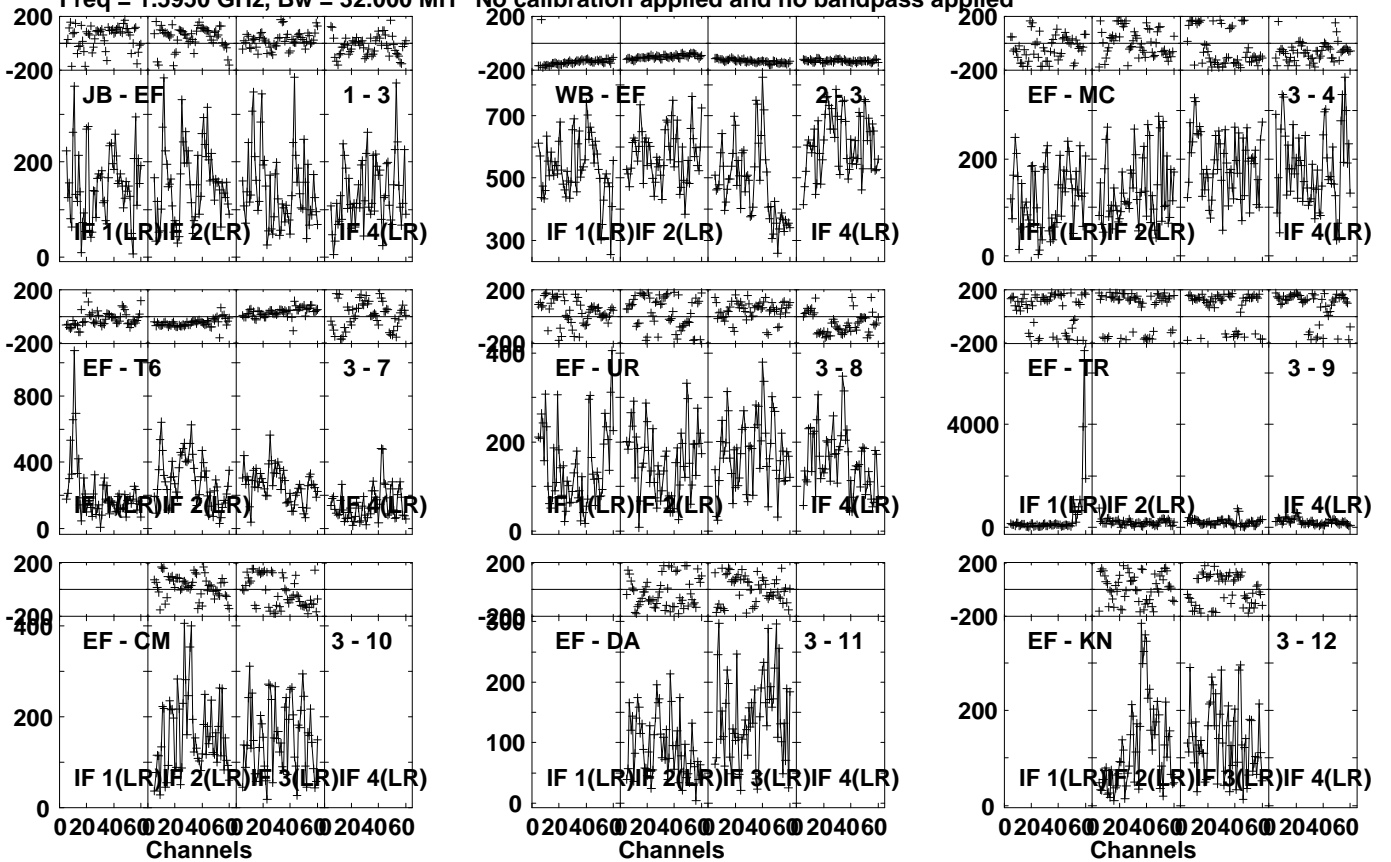 Freq = 1.5950 GHz, Bw = 32.000 MH No calibration applied and no bandpass applied
200
-200
JB - EF 1 - 3
200
0
IF 1(LR) IF 2(LR) IF 4(LR)
WB - EF 2 - 3
200
-200
700
500
300
IF 1(LR) IF 2(LR) IF 4(LR)
EF - MC 3 - 4
200
-200
200
0
IF 1(LR) IF 2(LR) IF 4(LR)
200
-200
EF - T6 3 - 7
800
400
0
IF 1(LR) IF 2(LR) IF 4(LR)
200
-200
400
EF - UR 3 - 8
200
0
IF 1(LR) IF 2(LR) IF 4(LR)
200
-200
EF - TR 3 - 9
4000
0
IF 1(LR) IF 2(LR) IF 4(LR)
200
-200
400
EF - CM 3 - 10
200
0
IF 1(LR) IF 2(LR) IF 3(LR) IF 4(LR)
0 20 40 60 0 20 40 60 0 20 40 60 0 20 40 60
Channels
200
-200
300
EF - DA 3 - 11
200
100
0
IF 1(LR) IF 2(LR) IF 3(LR) IF 4(LR)
0 20 40 60 0 20 40 60 0 20 40 60 0 20 40 60
Channels
200
-200
EF - KN 3 - 12
200
0
IF 1(LR) IF 2(LR) IF 3(LR) IF 4(LR)
0 20 40 60 0 20 40 60 0 20 40 60 0 20 40 60
Channels